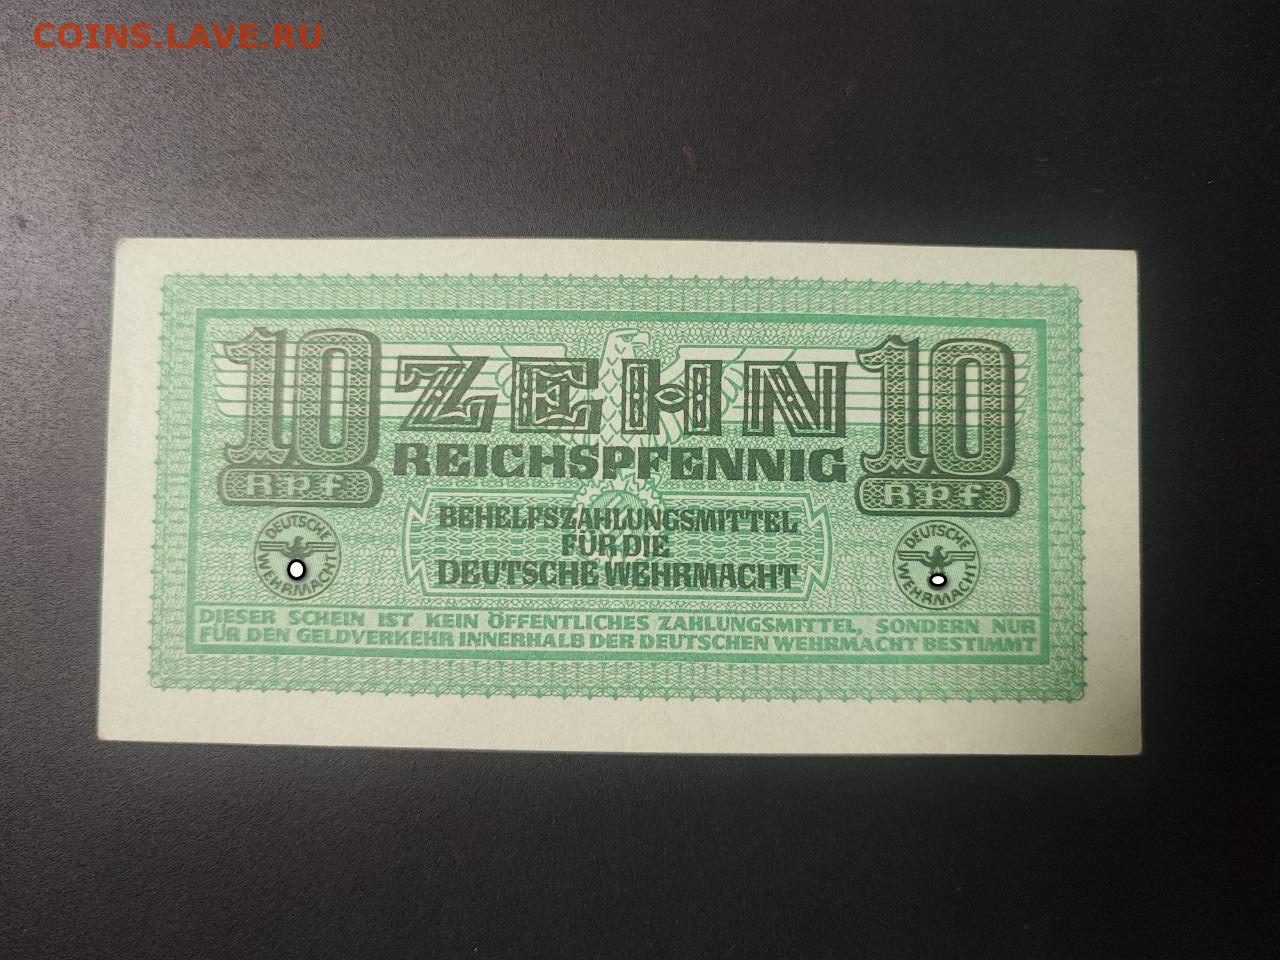 COINS.LAVE.RU
10 ZEHN 10
REICHSPFENNIG
Rpf Rpf
BEHELFSZAHLUNGSMITTEL
FÜR DIE
DEUTSCHE WEHRMACHT
DEUTSCHE WEHRMACHT
DEUTSCHE WEHRMACHT
DIESER SCHEIN IST KEIN ÖFFENTLICHES ZAHLUNGSMITTEL, SONDERN NUR
FÜR DEN GELDVERKEHR INNERHALB DER DEUTSCHEN WEHRMACHT BESTIMMT